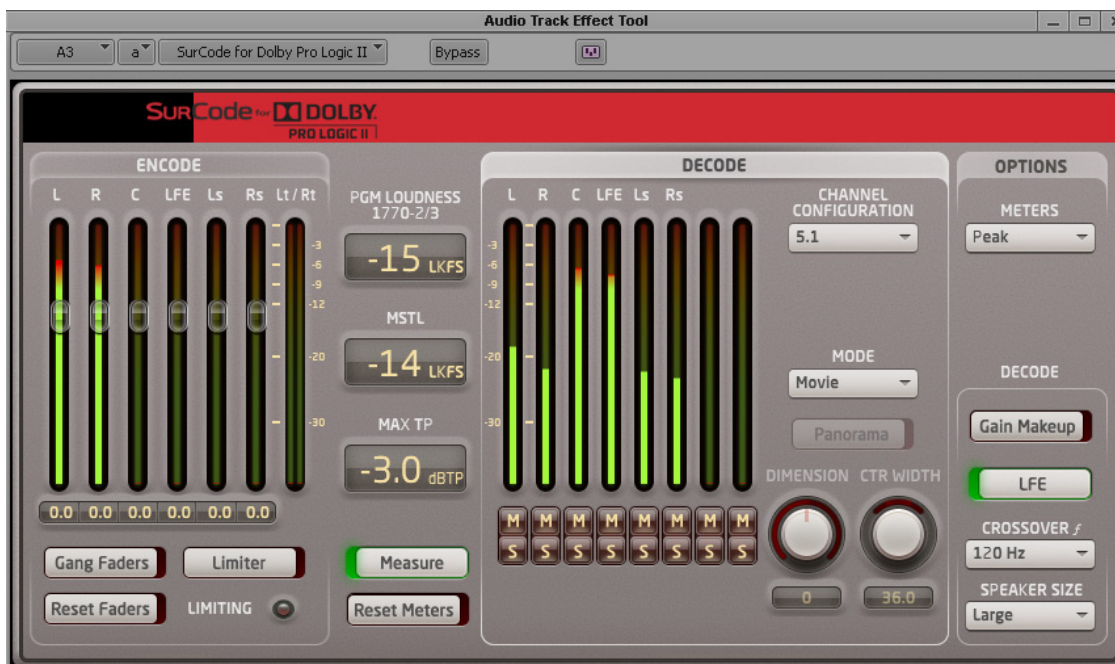 Audio Track Effect Tool
A3 a SurCode for Dolby Pro Logic II Bypass
SURCode for DOLBY
PRO LOGIC II
ENCODE
L R C LFE Ls Rs Lt / Rt
-3
-6
-9
-12
-20
-30
0.0 0.0 0.0 0.0 0.0 0.0
Gang Faders Limiter
Reset Faders LIMITING
PGM LOUDNESS
1770-2/3
-15 LKFS
MSTL
-14 LKFS
MAX TP
-3.0 dBTP
Measure
Reset Meters
DECODE
L R C LFE Ls Rs
-3
-6
-9
-12
-20
-30
M M M M M M M M
S S S S S S S S
CHANNEL
CONFIGURATION
5.1
MODE
Movie
Panorama
DIMENSION CTR WIDTH
0 36.0
OPTIONS
METERS
Peak
DECODE
Gain Makeup
LFE
CROSSOVER f
120 Hz
SPEAKER SIZE
Large